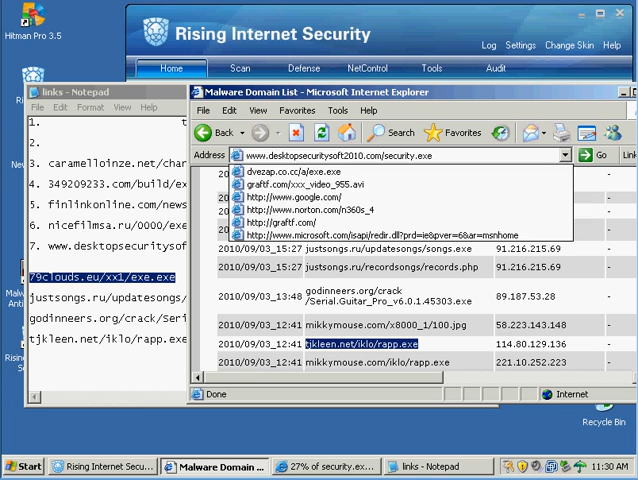 Hitman Pro 3.5
Rising Internet Security
Log Settings Change Skin Help
Home Scan Defense NetControl Tools Audit
links - Notepad
File Edit Format View Help
1.
2.
3. caramelloinze.net/chan
4. 349209233.com/build/ex
5. finlinkonline.com/news
6. nicefilmsa.ru/0000/exe
7. www.desktopsecuritysof
79clouds.eu/xx1/exe.exe
justsongs.ru/updatesongs/
godinners.org/crack/Seri
tjkleen.net/iklo/rapp.exe
Malware Domain List - Microsoft Internet Explorer
File Edit View Favorites Tools Help
Back Search Favorites
Address www.desktopsecuritysoft2010.com/security.exe Go Link
dvezap.co.cc/a/exe.exe
graftf.com/xxx_video_955.avi
http://www.google.com/
http://www.norton.com/n360s_4
http://graftf.com/
http://www.microsoft.com/isapi/redir.dll?prd=ie&pver=6&ar=msnhome
2010/09/03_15:27 justsongs.ru/updatesongs/songs.exe 91.216.215.69 -
2010/09/03_15:27 justsongs.ru/recordsongs/records.php 91.216.215.69 -
2010/09/03_13:48 godinners.org/crack
/Serial.Guitar_Pro_v6.0.1.45303.exe 89.187.53.28 -
2010/09/03_12:41 mikkymouse.com/x8000_1/100.jpg 58.223.143.148 -
2010/09/03_12:41 tjkleen.net/iklo/rapp.exe 114.80.129.136 -
2010/09/03_12:41 mikkymouse.com/iklo/rapp.exe 221.10.252.223 -
Done Internet
Recycle Bin
Start Rising Internet Secu... Malware Domain ... 27% of security.ex... links - Notepad 11:30 AM